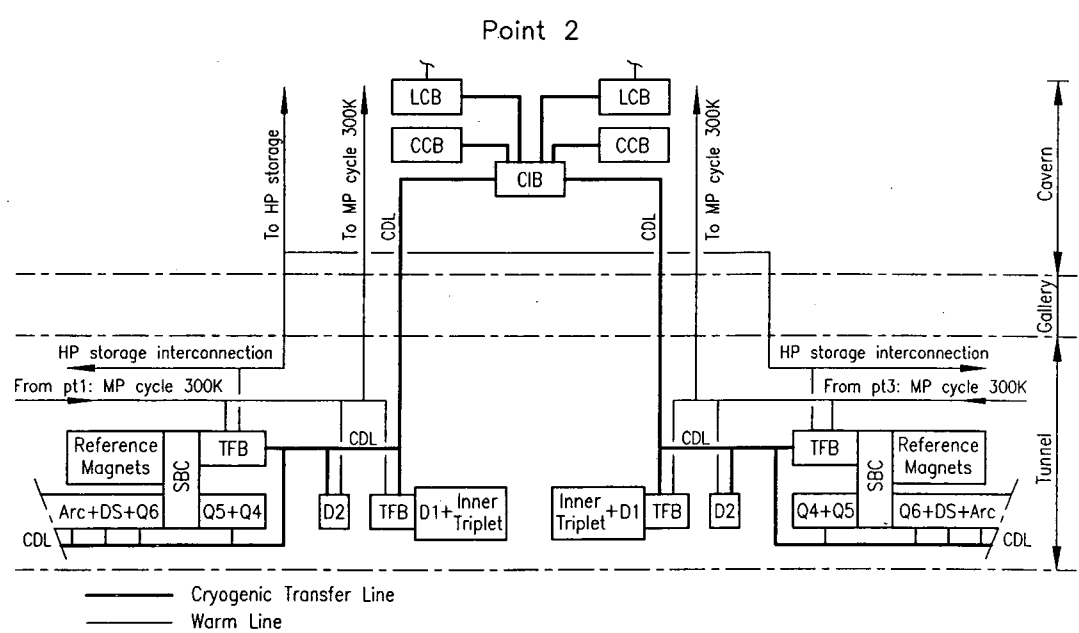 Point 2
LCB
LCB
CCB
CCB
CIB
To HP storage
To MP cycle 300K
CDL
CDL
To MP cycle 300K
Cavern
Gallery
Tunnel
HP storage interconnection
HP storage interconnection
From pt1: MP cycle 300K
From pt3: MP cycle 300K
Reference
Magnets
SBC
TFB
CDL
CDL
TFB
SBC
Reference
Magnets
Arc+DS+Q6
Q5+Q4
D2
TFB
D1+
Inner
Triplet
Inner
Triplet
+D1
TFB
D2
Q4+Q5
Q6+DS+Arc
CDL
CDL
Cryogenic Transfer Line
Warm Line